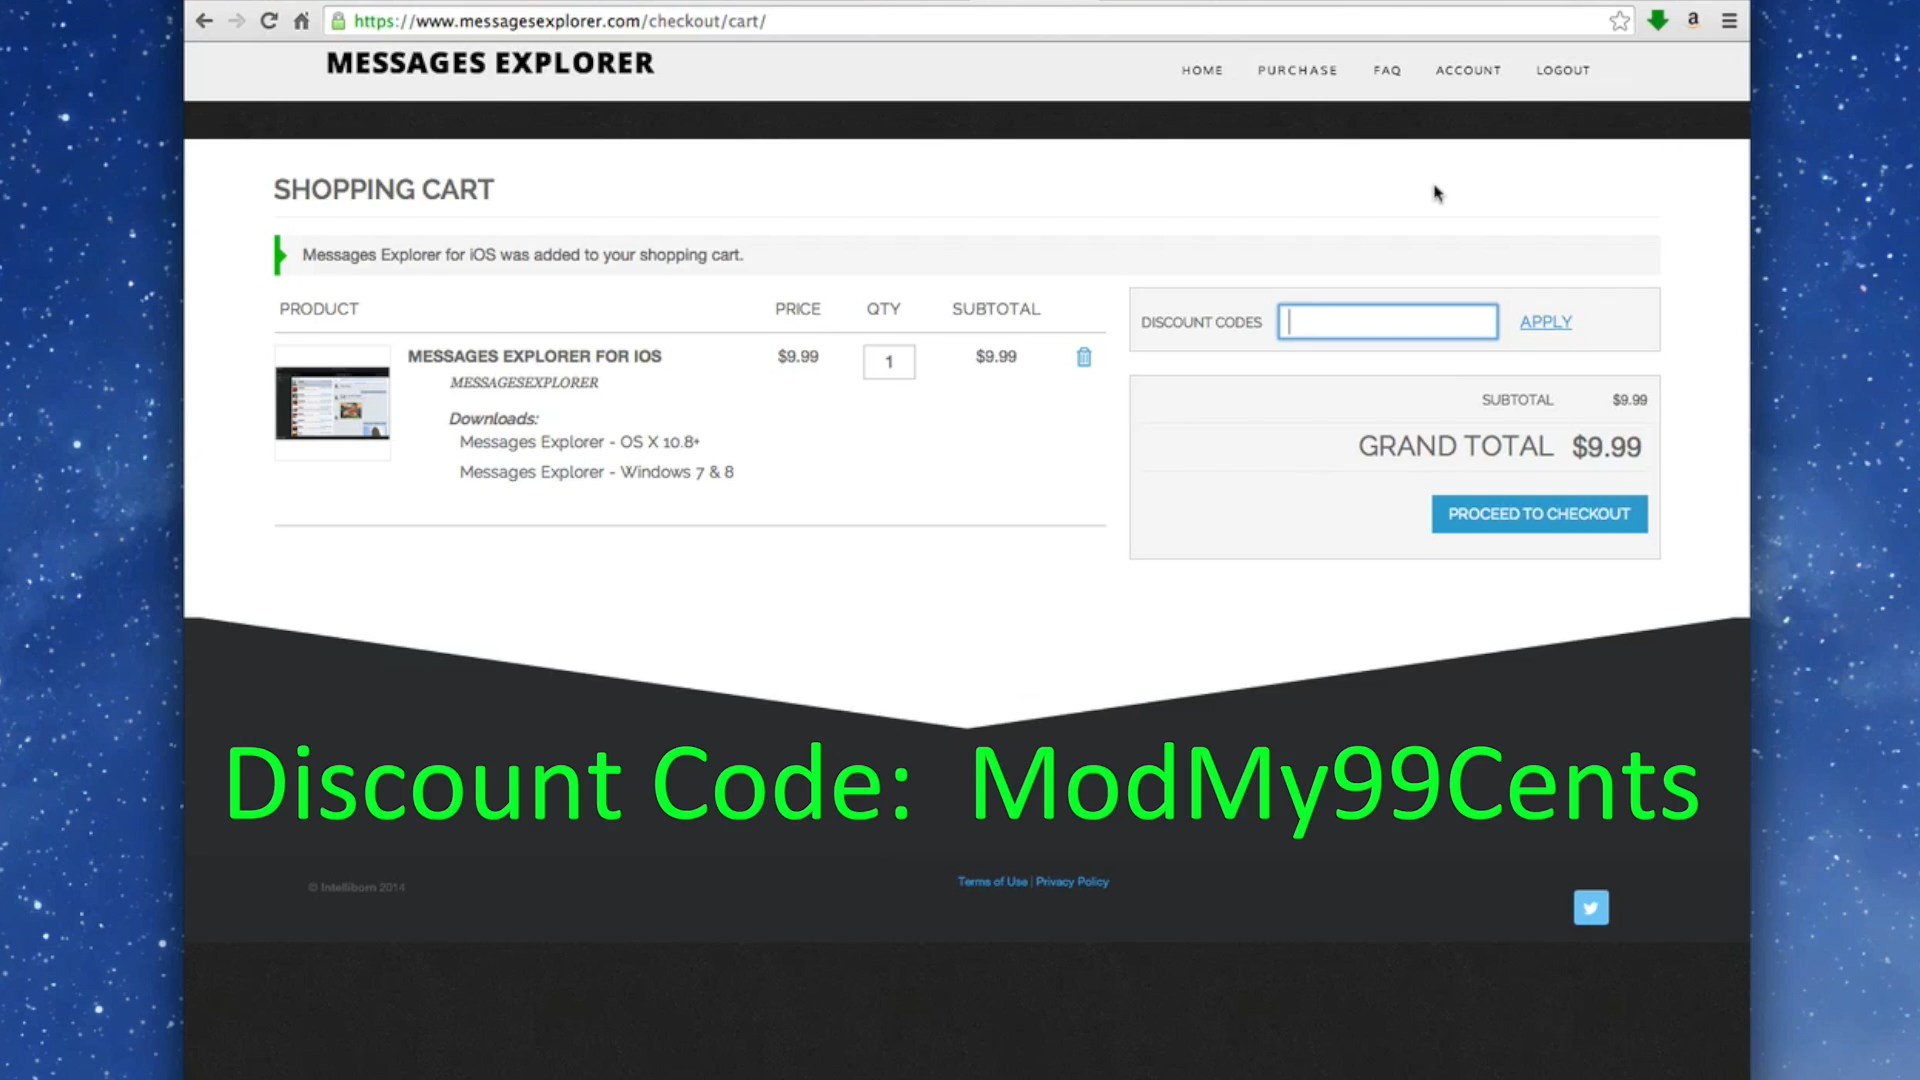 https://www.messagesexplorer.com/checkout/cart/
a
MESSAGES EXPLORER
HOME PURCHASE FAQ ACCOUNT LOGOUT
SHOPPING CART
Messages Explorer for iOS was added to your shopping cart.
PRODUCT PRICE QTY SUBTOTAL
MESSAGES EXPLORER FOR IOS $9.99 1 $9.99
MESSAGESEXPLORER
Downloads:
Messages Explorer - OS X 10.8+
Messages Explorer - Windows 7 & 8
DISCOUNT CODES APPLY
SUBTOTAL $9.99
GRAND TOTAL $9.99
PROCEED TO CHECKOUT
Discount Code: ModMy99Cents
© Intelliborn 2014
Terms of Use | Privacy Policy